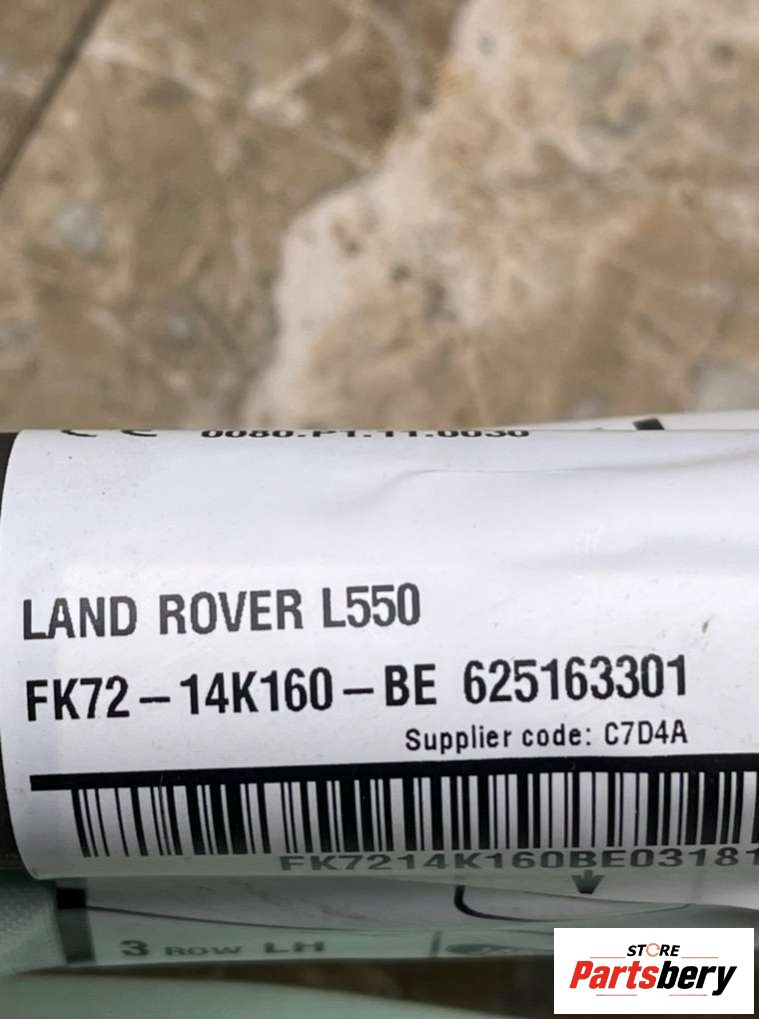 LAND ROVER L550
FK72-14K160-BE 625163301
Supplier code: C7D4A
FK7214K160BE03181
3 ROW LH
STORE
Partsbery